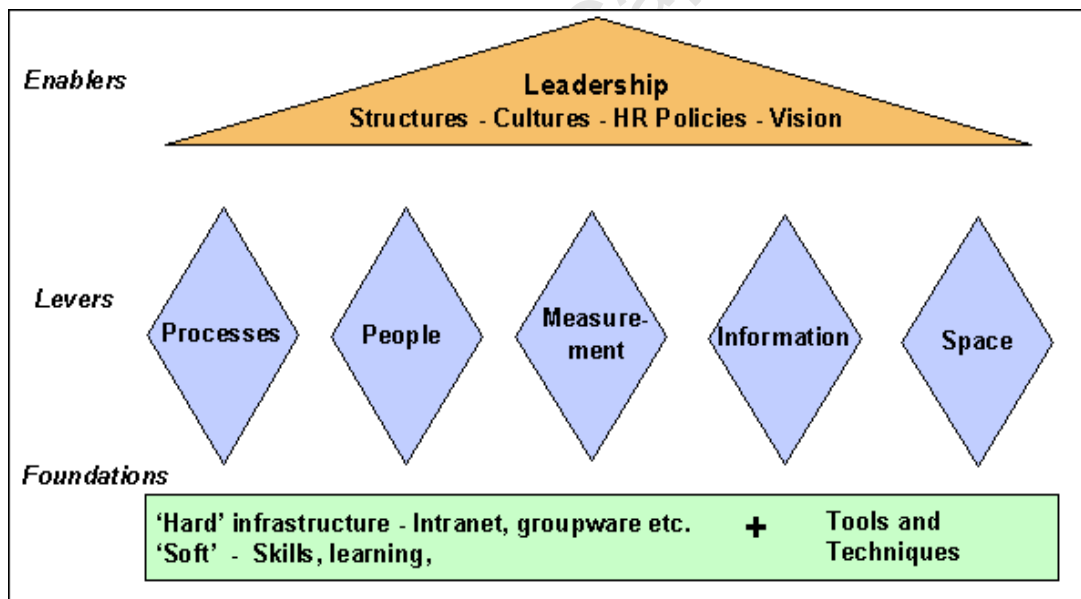 Enablers
Leadership
Structures - Cultures - HR Policies - Vision
Levers
Processes
People
Measure-
ment
Information
Space
Foundations
‘Hard’ infrastructure - Intranet, groupware etc.
‘Soft’ - Skills, learning,
+
Tools and
Techniques